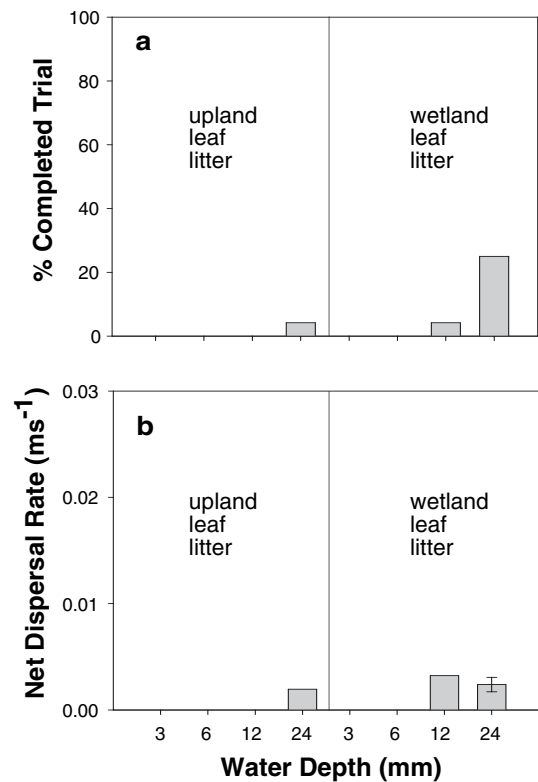 100
80
60
40
20
0
% Completed Trial
a
upland
leaf
litter
wetland
leaf
litter
0.03
0.02
0.01
0.00
Net Dispersal Rate (ms⁻¹)
b
upland
leaf
litter
wetland
leaf
litter
3 6 12 24 3 6 12 24
Water Depth (mm)